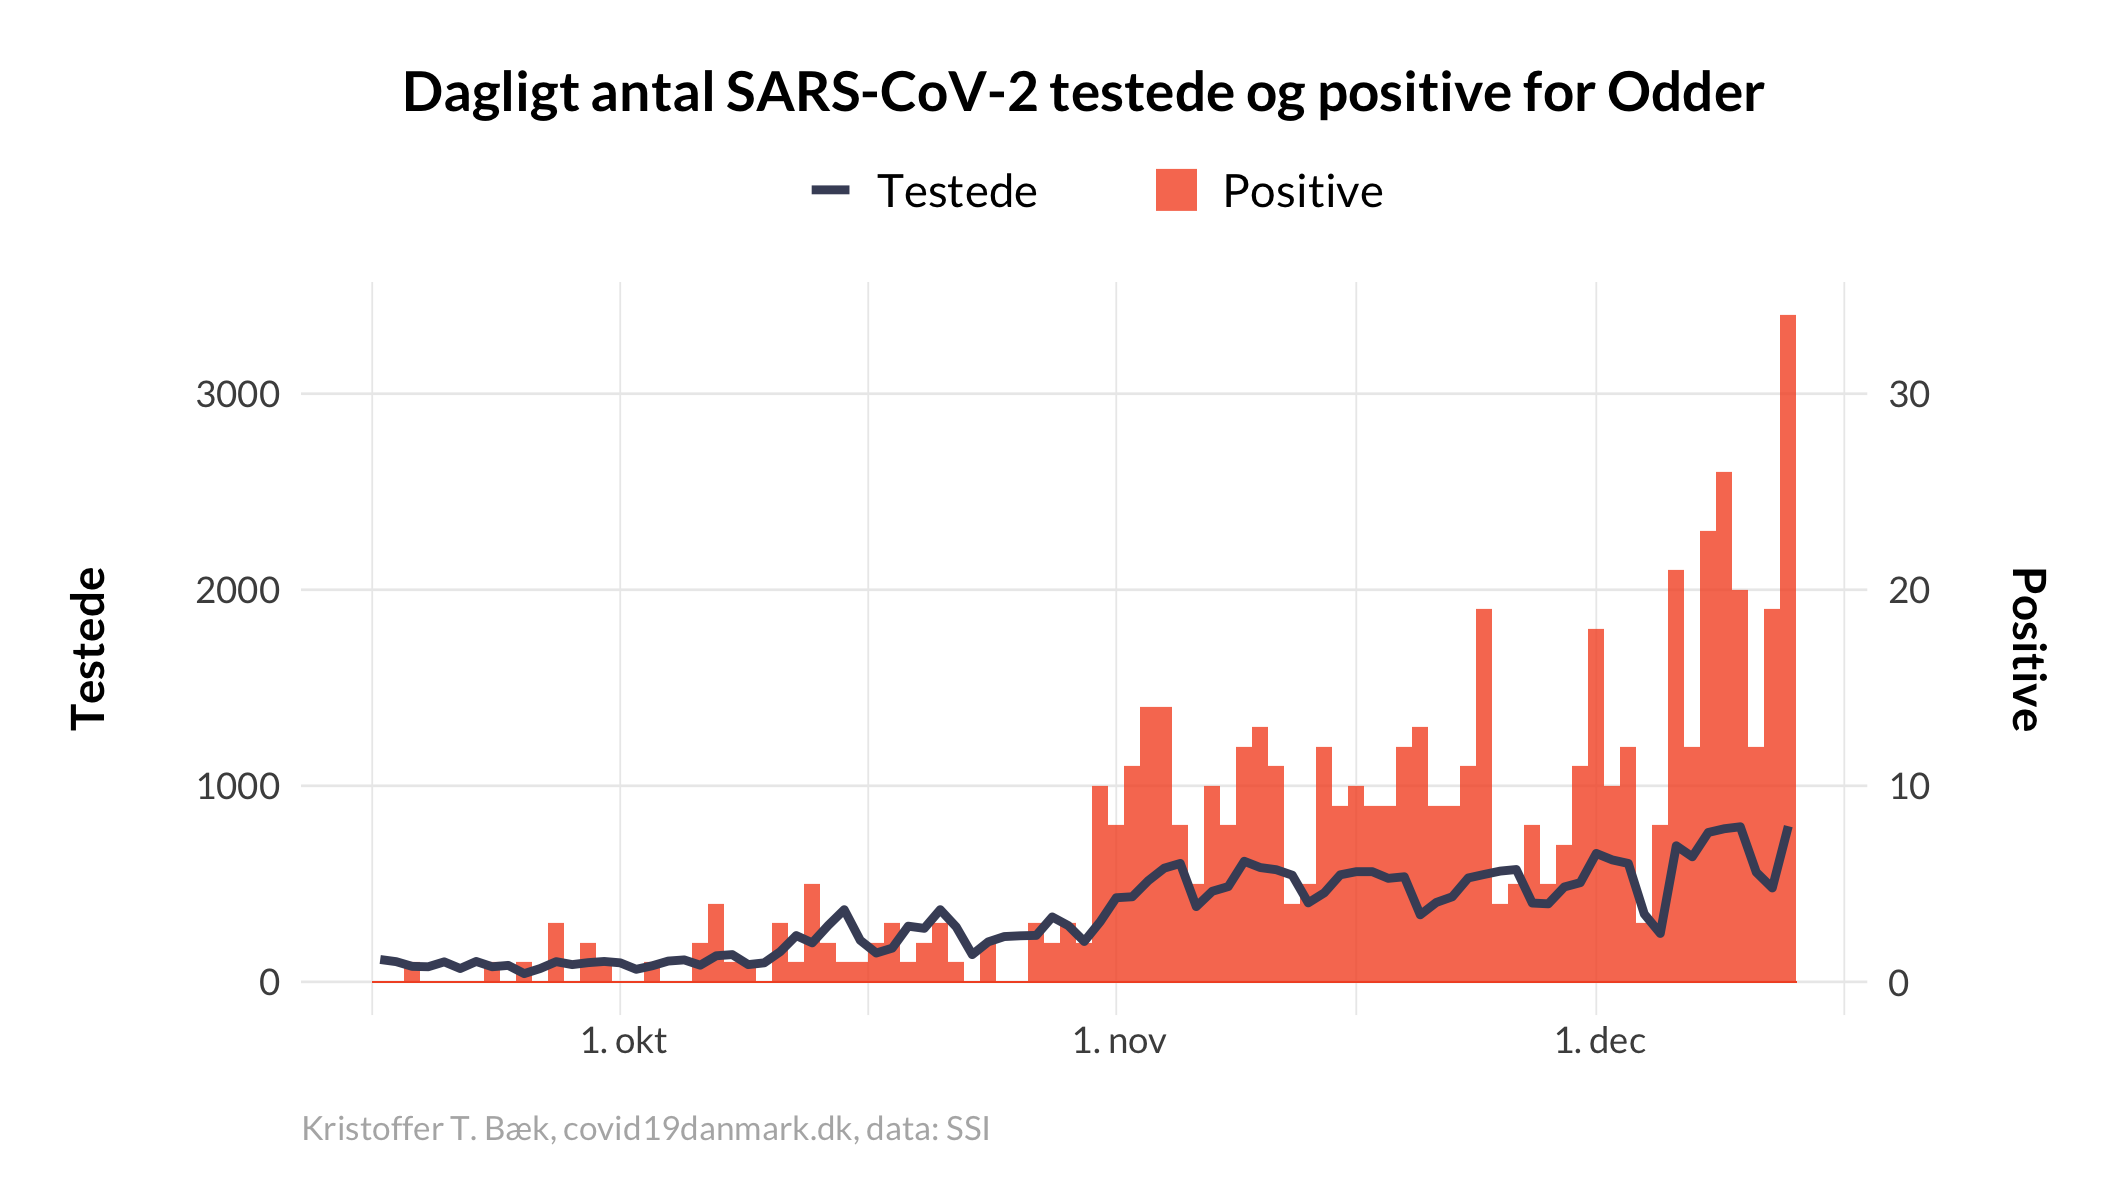 Dagligt antal SARS-CoV-2 testede og positive for Odder
Testede
Positive
3000
2000
1000
0
Testede
30
20
10
0
Positive
1. okt
1. nov
1. dec
Kristoffer T. Bæk, covid19danmark.dk, data: SSI